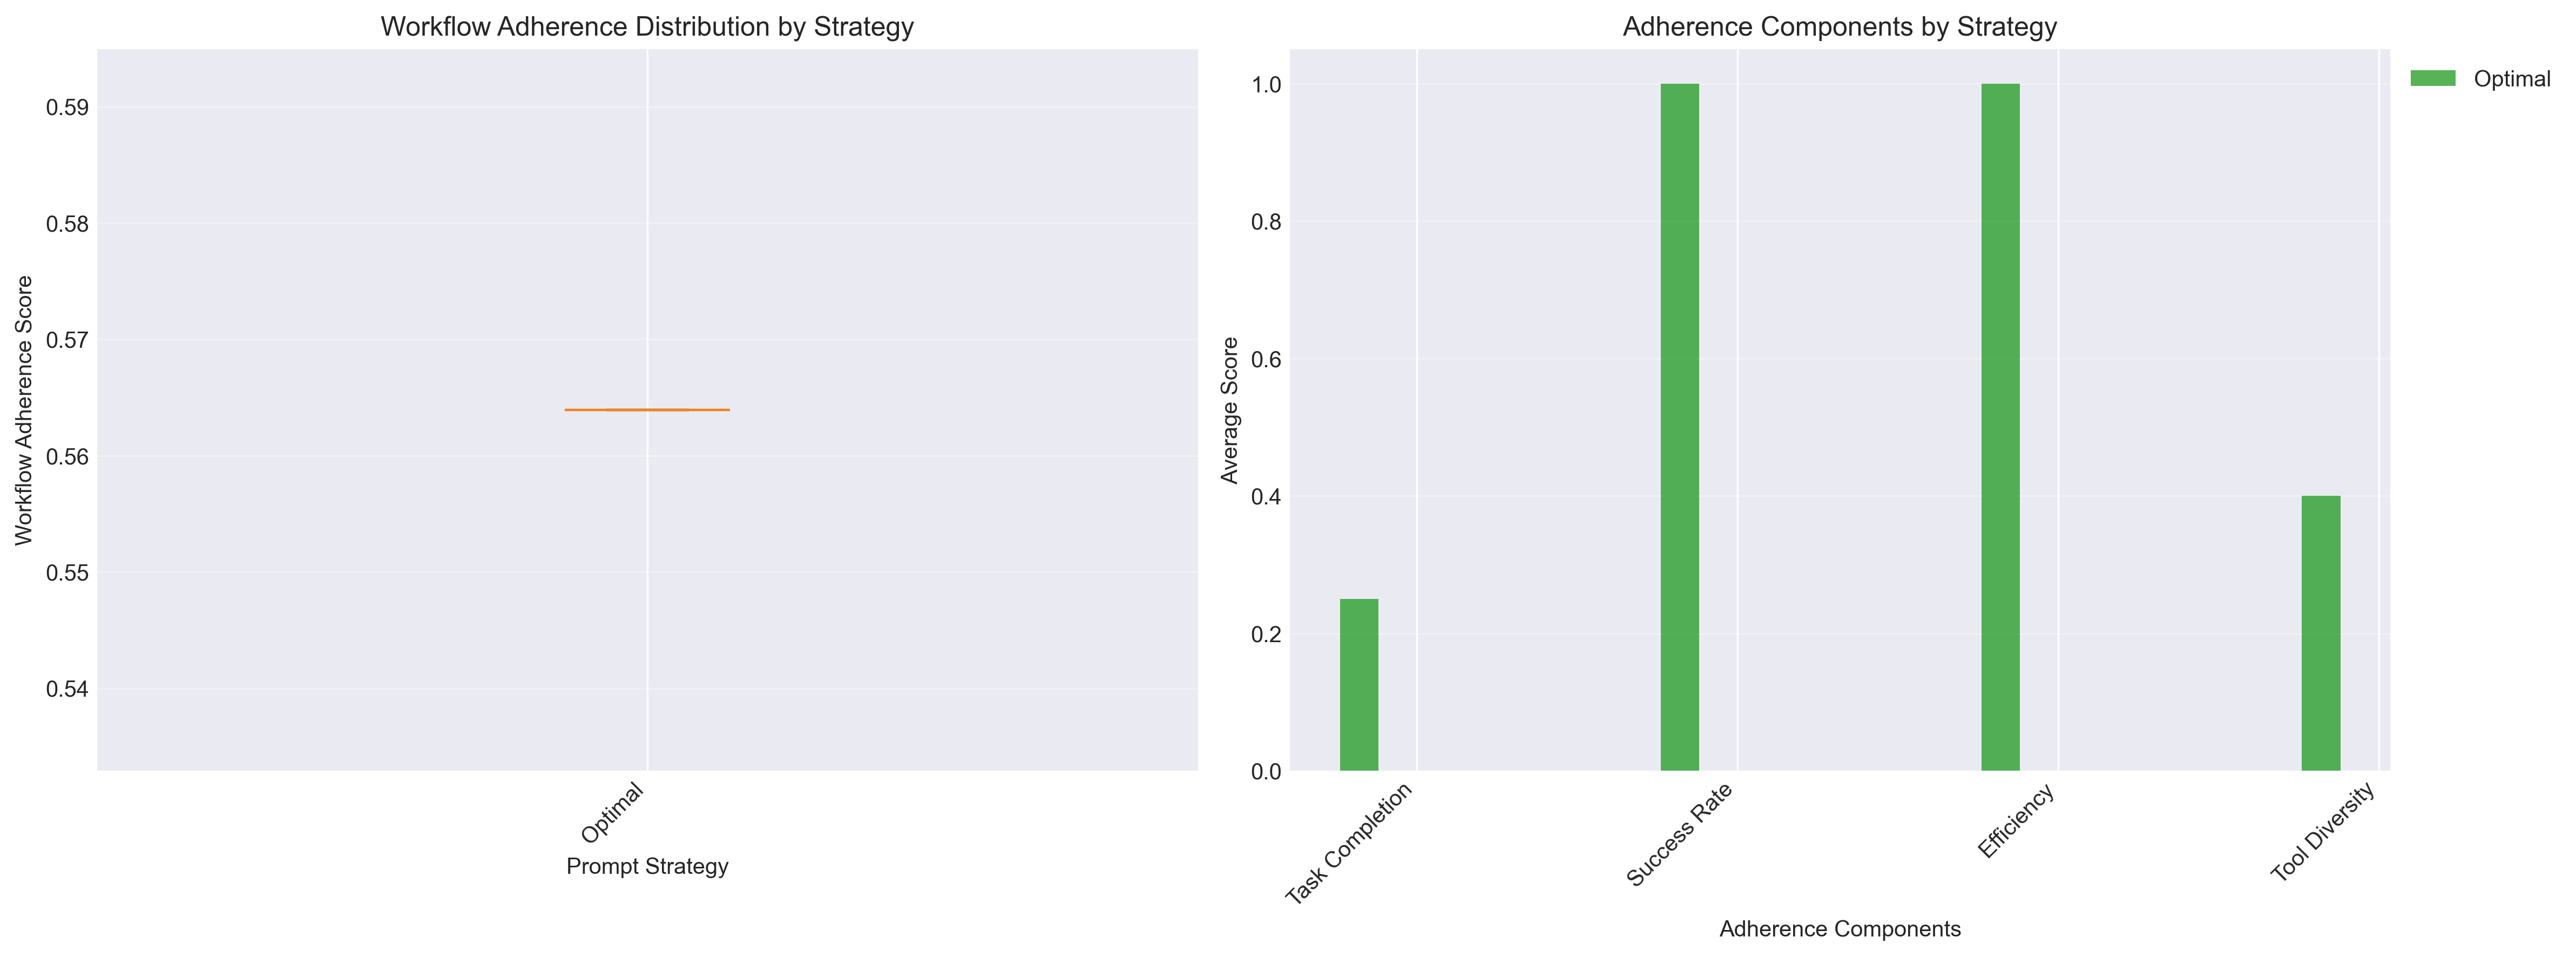 Workflow Adherence Distribution by Strategy
Workflow Adherence Score
0.59
0.58
0.57
0.56
0.55
0.54
Optimal
Prompt Strategy
Adherence Components by Strategy
Average Score
1.0
0.8
0.6
0.4
0.2
0.0
Task Completion
Success Rate
Efficiency
Tool Diversity
Adherence Components
Optimal